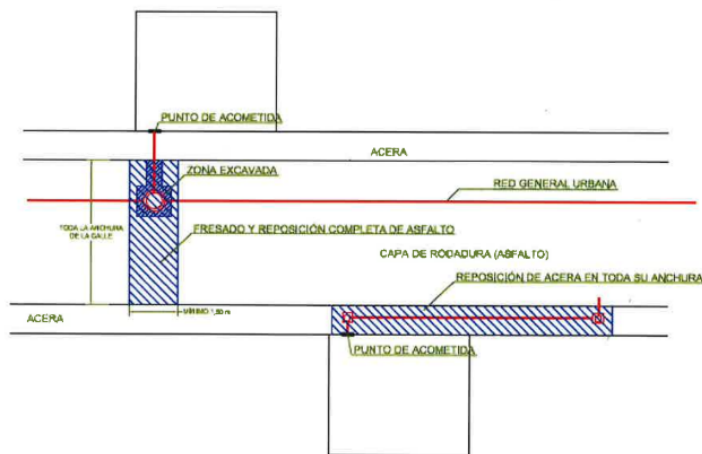 PUNTO DE ACOMETIDA
ACERA
ZONA EXCAVADA
RED GENERAL URBANA
TODA LA ANCHURA
DE LA CALLE
FRESADO Y REPOSICIÓN COMPLETA DE ASFALTO
CAPA DE RODADURA (ASFALTO)
REPOSICIÓN DE ACERA EN TODA SU ANCHURA
MÍNIMO 1,50 m
ACERA
PUNTO DE ACOMETIDA